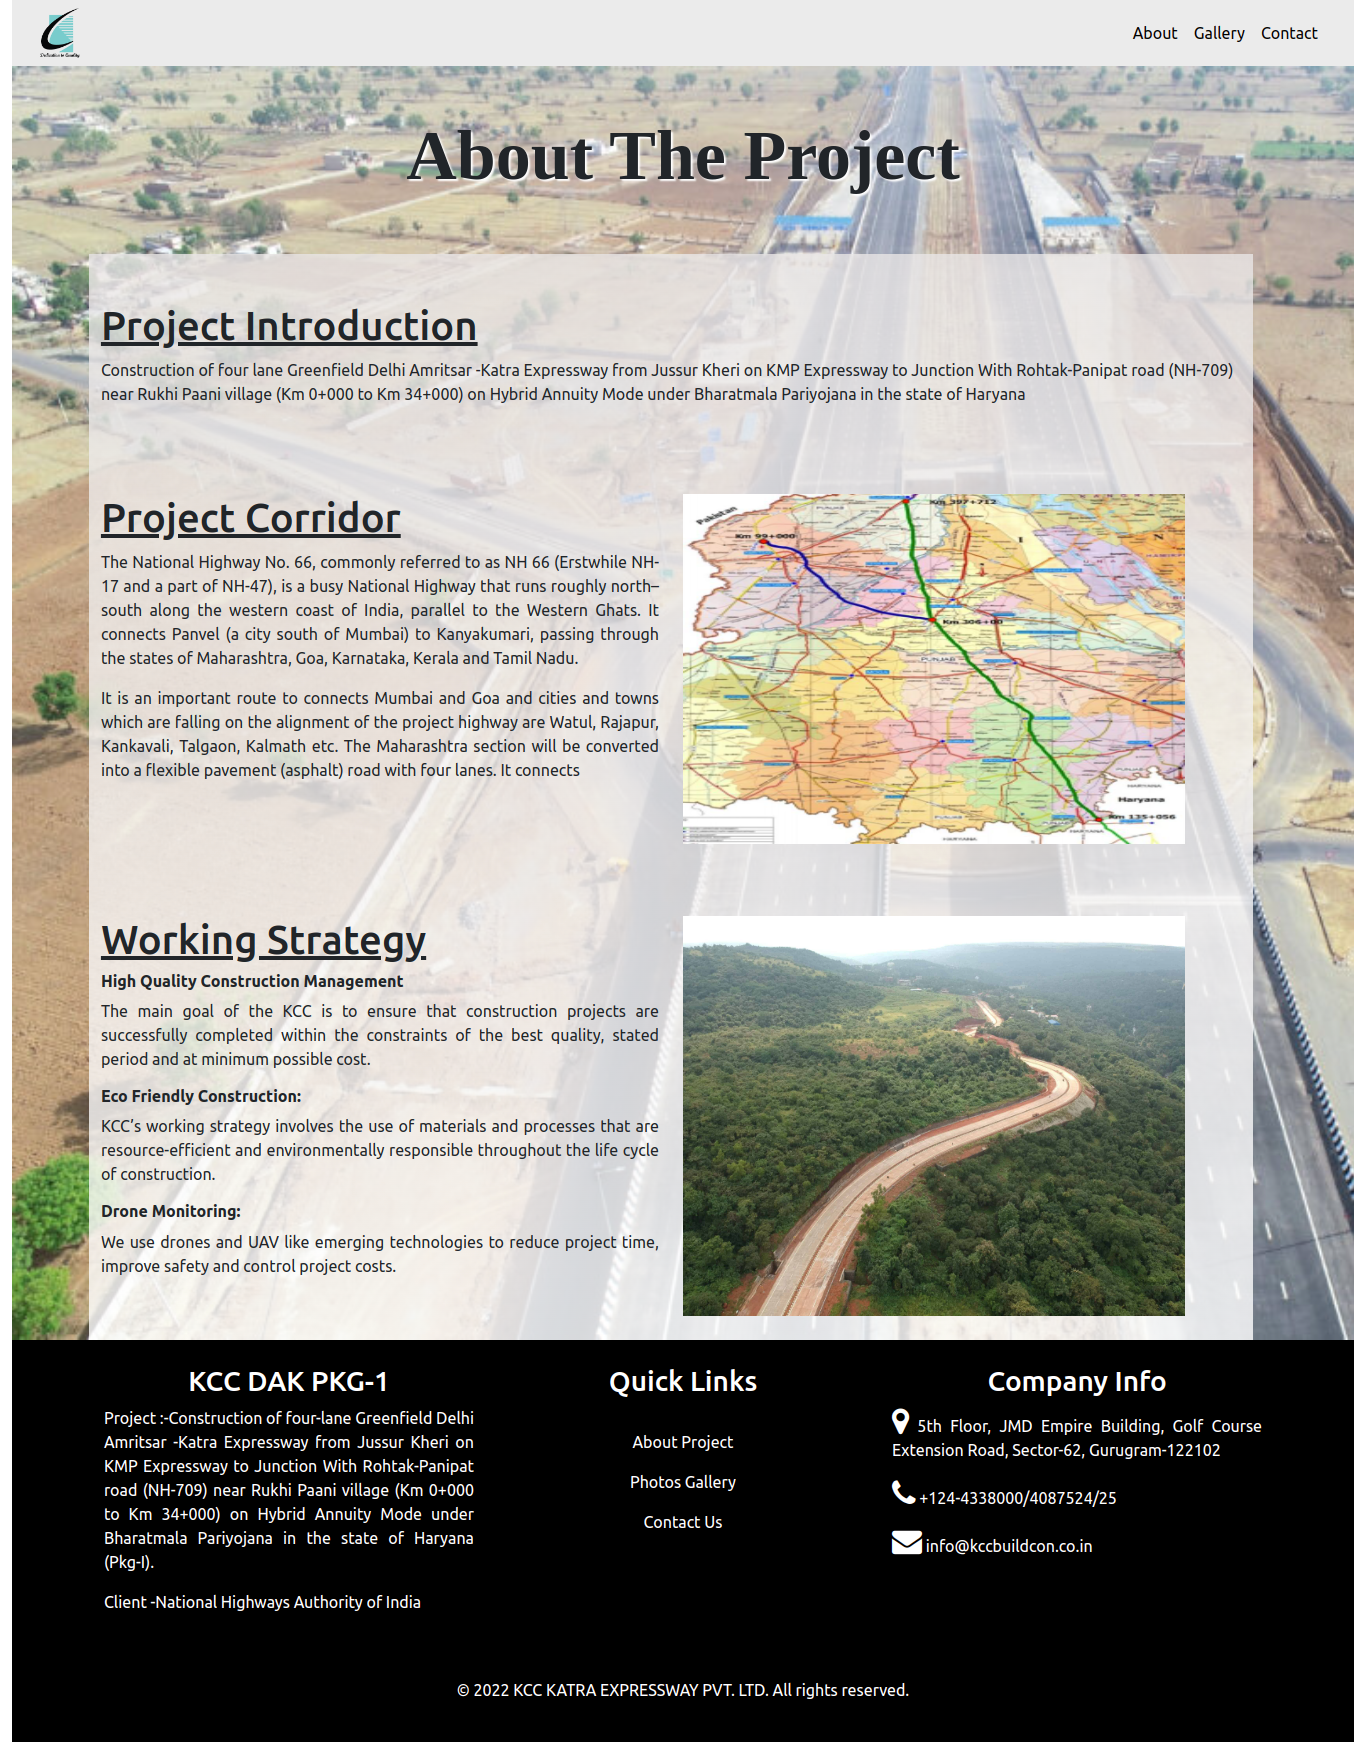 Dedication to Quality
About Gallery Contact
About The Project
Project Introduction
Construction of four lane Greenfield Delhi Amritsar -Katra Expressway from Jussur Kheri on KMP Expressway to Junction With Rohtak-Panipat road (NH-709)
near Rukhi Paani village (Km 0+000 to Km 34+000) on Hybrid Annuity Mode under Bharatmala Pariyojana in the state of Haryana
Project Corridor
The National Highway No. 66, commonly referred to as NH 66 (Erstwhile NH-
17 and a part of NH-47), is a busy National Highway that runs roughly north–
south along the western coast of India, parallel to the Western Ghats. It
connects Panvel (a city south of Mumbai) to Kanyakumari, passing through
the states of Maharashtra, Goa, Karnataka, Kerala and Tamil Nadu.
It is an important route to connects Mumbai and Goa and cities and towns
which are falling on the alignment of the project highway are Watul, Rajapur,
Kankavali, Talgaon, Kalmath etc. The Maharashtra section will be converted
into a flexible pavement (asphalt) road with four lanes. It connects
Km 397+712
Pakistan
Km 99+000
Km 306+00
PUNJAB
HARYANA
Haryana
Km 135+056
HARYANA
HARYANA
Working Strategy
High Quality Construction Management
The main goal of the KCC is to ensure that construction projects are
successfully completed within the constraints of the best quality, stated
period and at minimum possible cost.
Eco Friendly Construction:
KCC’s working strategy involves the use of materials and processes that are
resource-efficient and environmentally responsible throughout the life cycle
of construction.
Drone Monitoring:
We use drones and UAV like emerging technologies to reduce project time,
improve safety and control project costs.
KCC DAK PKG-1
Project :-Construction of four-lane Greenfield Delhi
Amritsar -Katra Expressway from Jussur Kheri on
KMP Expressway to Junction With Rohtak-Panipat
road (NH-709) near Rukhi Paani village (Km 0+000
to Km 34+000) on Hybrid Annuity Mode under
Bharatmala Pariyojana in the state of Haryana
(Pkg-I).
Client -National Highways Authority of India
Quick Links
About Project
Photos Gallery
Contact Us
Company Info
5th Floor, JMD Empire Building, Golf Course
Extension Road, Sector-62, Gurugram-122102
+124-4338000/4087524/25
info@kccbuildcon.co.in
© 2022 KCC KATRA EXPRESSWAY PVT. LTD. All rights reserved.